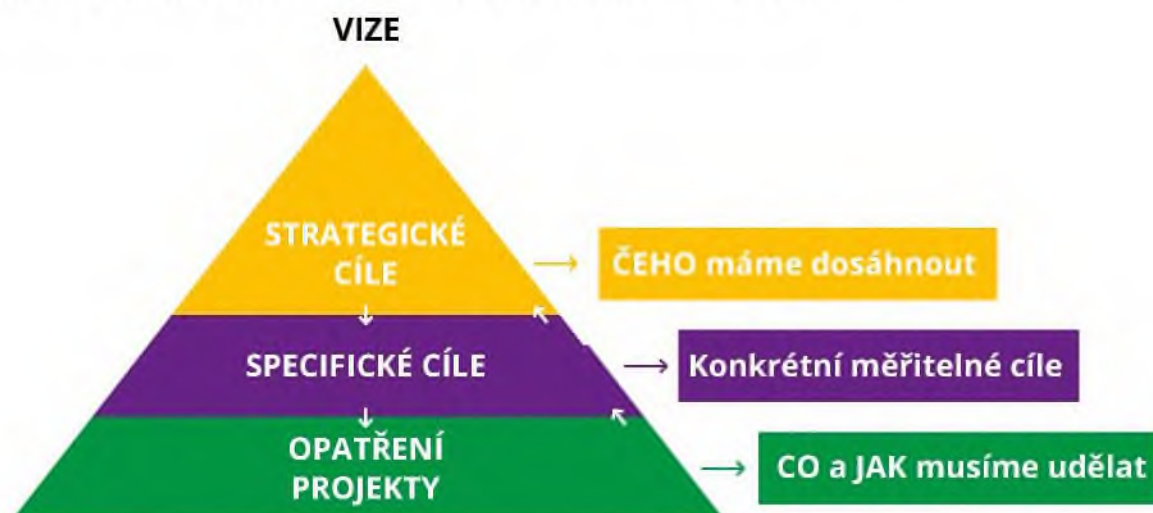 VIZE
STRATEGICKÉ
CÍLE
ČEHO máme dosáhnout
SPECIFICKÉ CÍLE
Konkrétní měřitelné cíle
OPATŘENÍ
PROJEKTY
CO a JAK musíme udělat